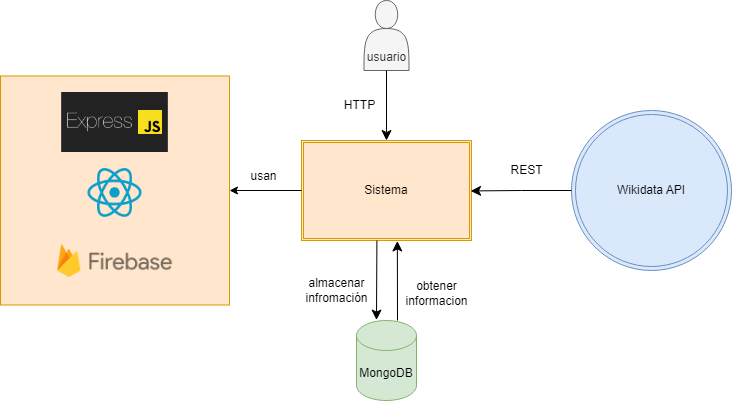 usuario
HTTP
Express
JS
usan
Sistema
REST
Wikidata API
Firebase
almacenar
infromación
obtener
informacion
MongoDB